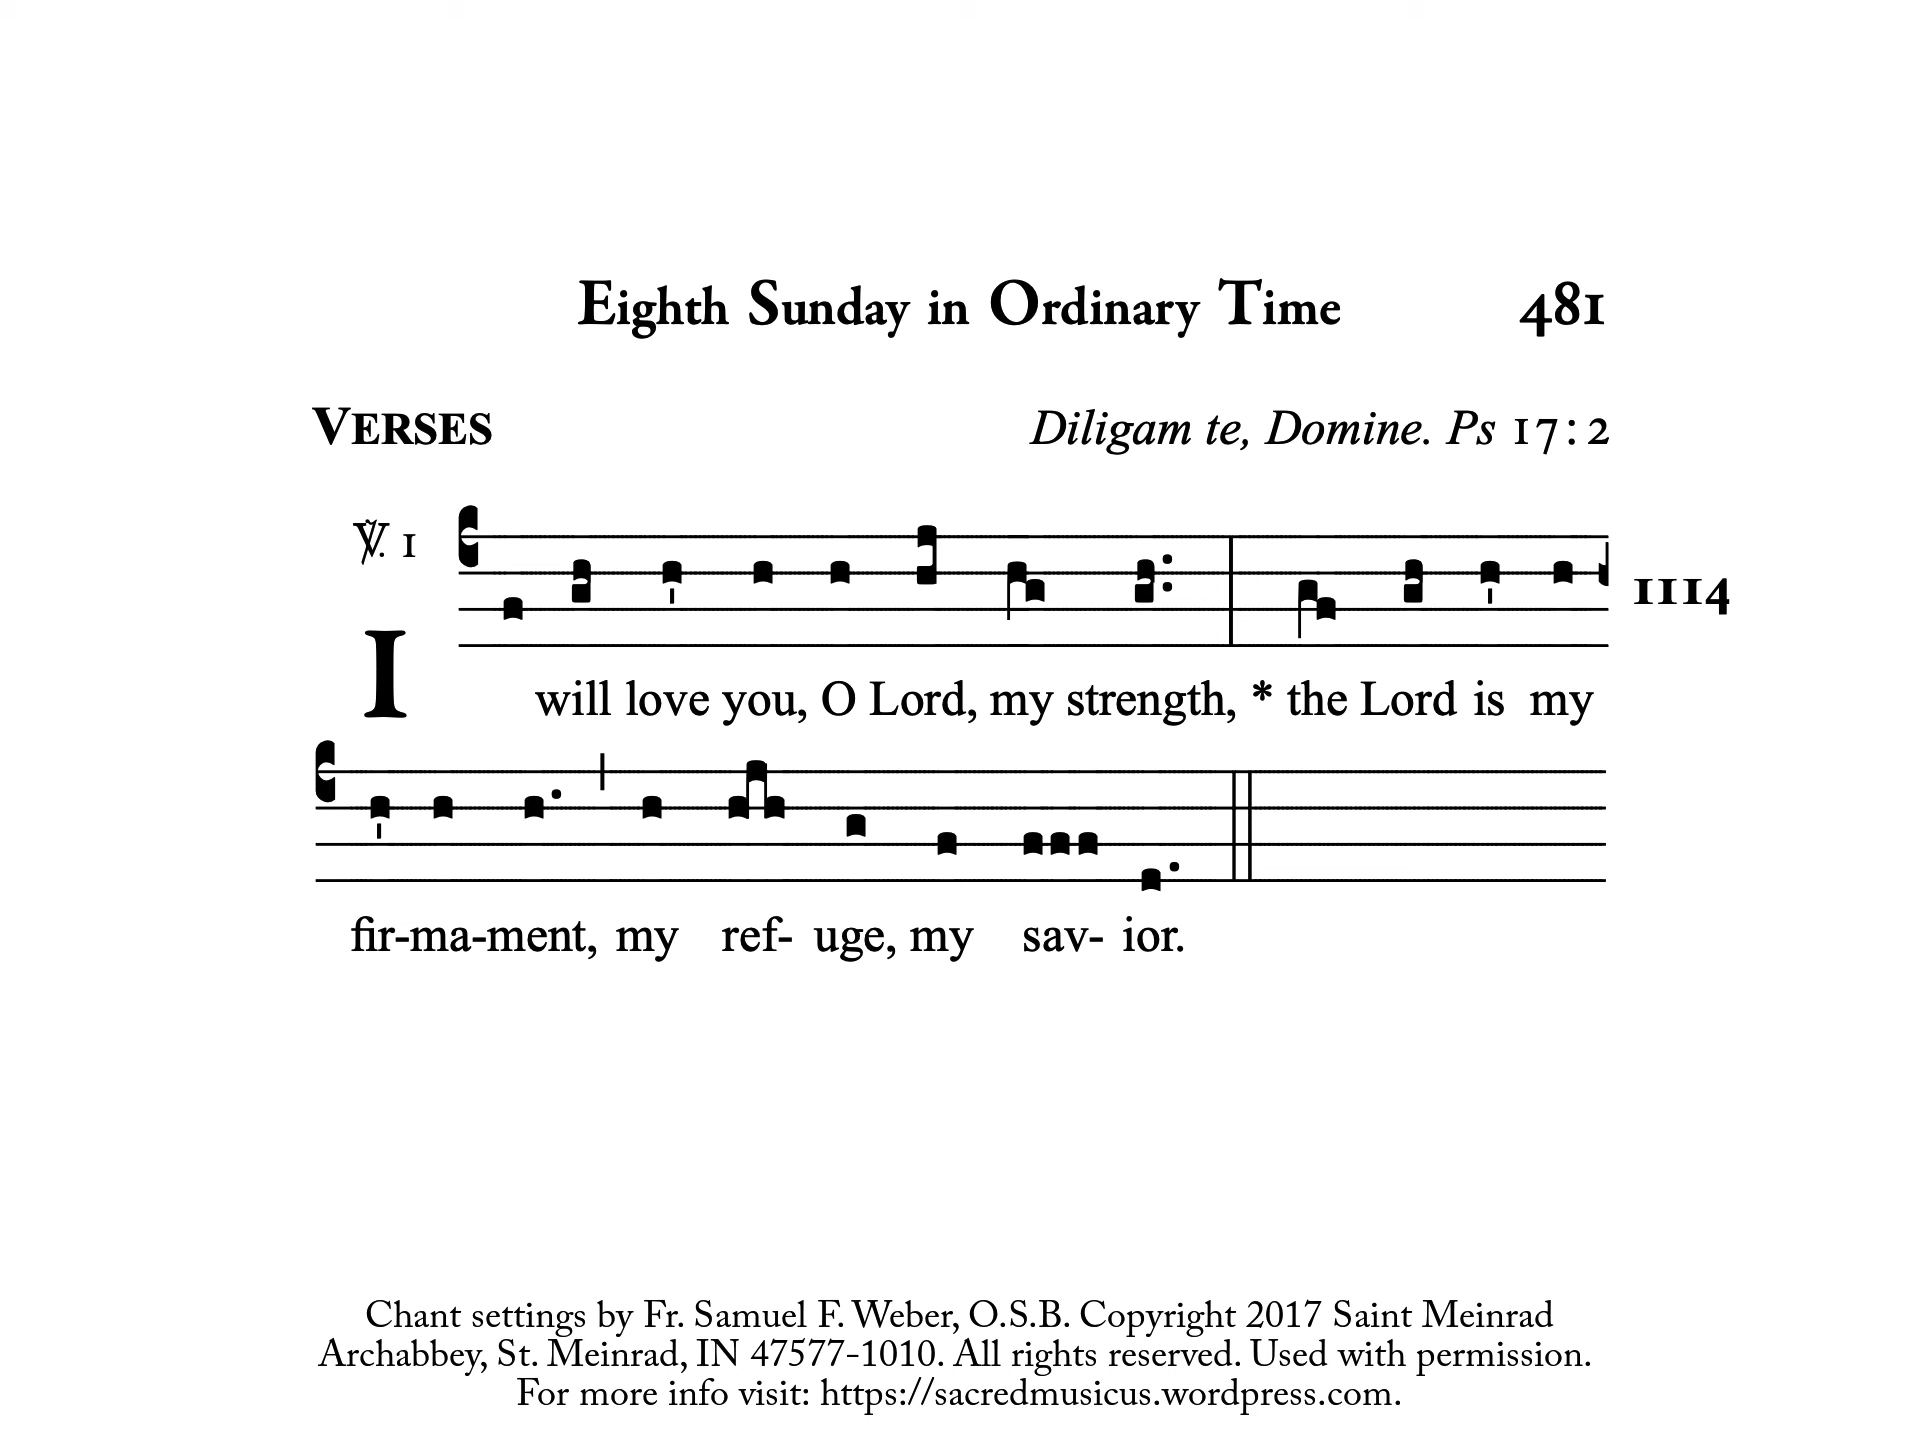 Eighth Sunday in Ordinary Time 481
VERSES Diligam te, Domine. Ps 17:2
℣. 1
1114
I will love you, O Lord, my strength, * the Lord is my
fir-ma-ment, my ref- uge, my sav- ior.
Chant settings by Fr. Samuel F. Weber, O.S.B. Copyright 2017 Saint Meinrad
Archabbey, St. Meinrad, IN 47577-1010. All rights reserved. Used with permission.
For more info visit: https://sacredmusicus.wordpress.com.